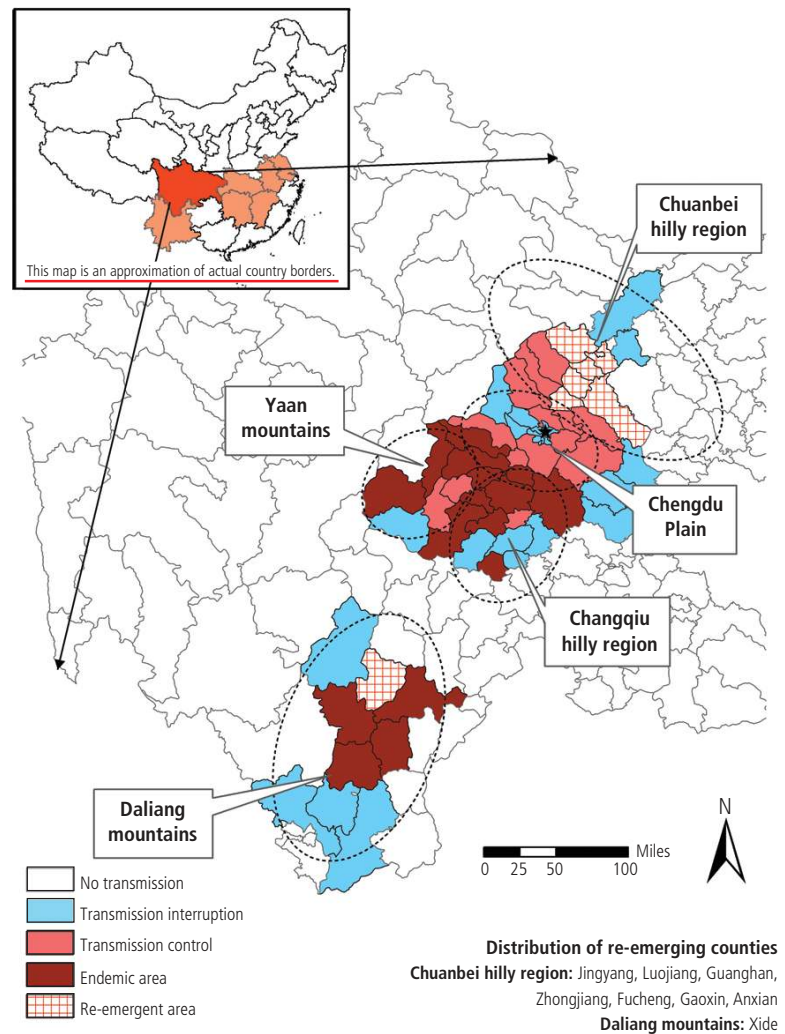 This map is an approximation of actual country borders.
Chuanbei
hilly region
Yaan
mountains
Chengdu
Plain
Changqiu
hilly region
Daliang
mountains
N
Miles
0 25 50 100
No transmission
Transmission interruption
Transmission control
Endemic area
Re-emergent area
Distribution of re-emerging counties
Chuanbei hilly region: Jingyang, Luojiang, Guanghan,
Zhongjiang, Fucheng, Gaoxin, Anxian
Daliang mountains: Xide